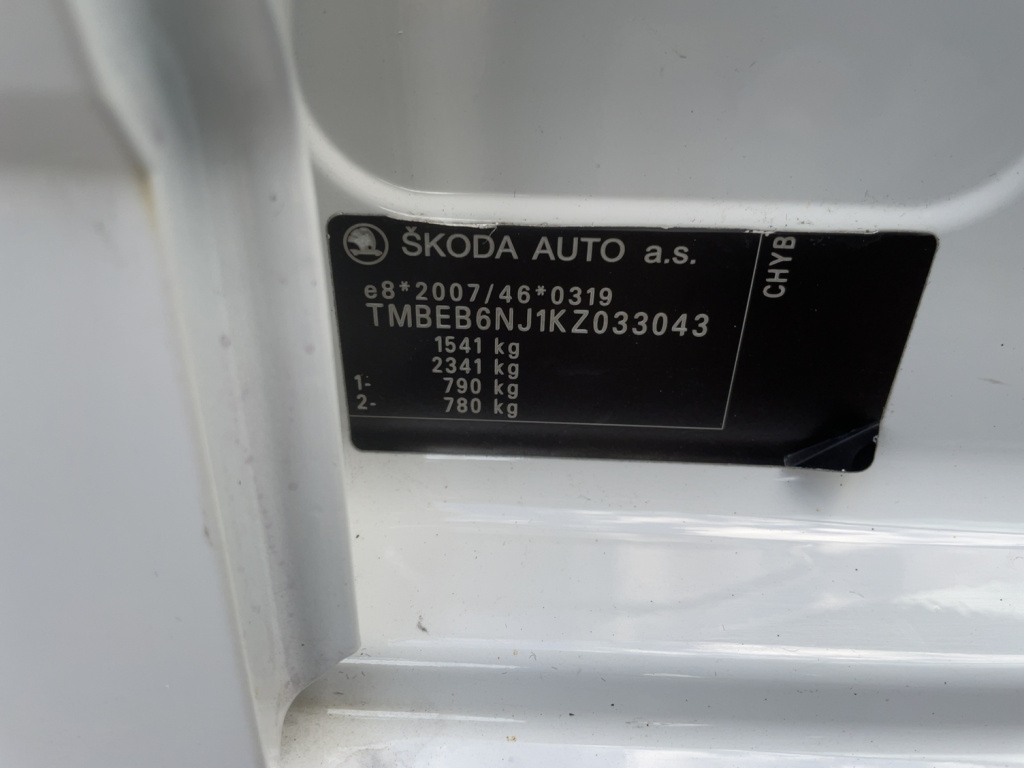 ŠKODA AUTO a.s.
e8*2007/46*0319
TMBEB6NJ1KZ033043
1541 kg
2341 kg
1- 790 kg
2- 780 kg
CHYB